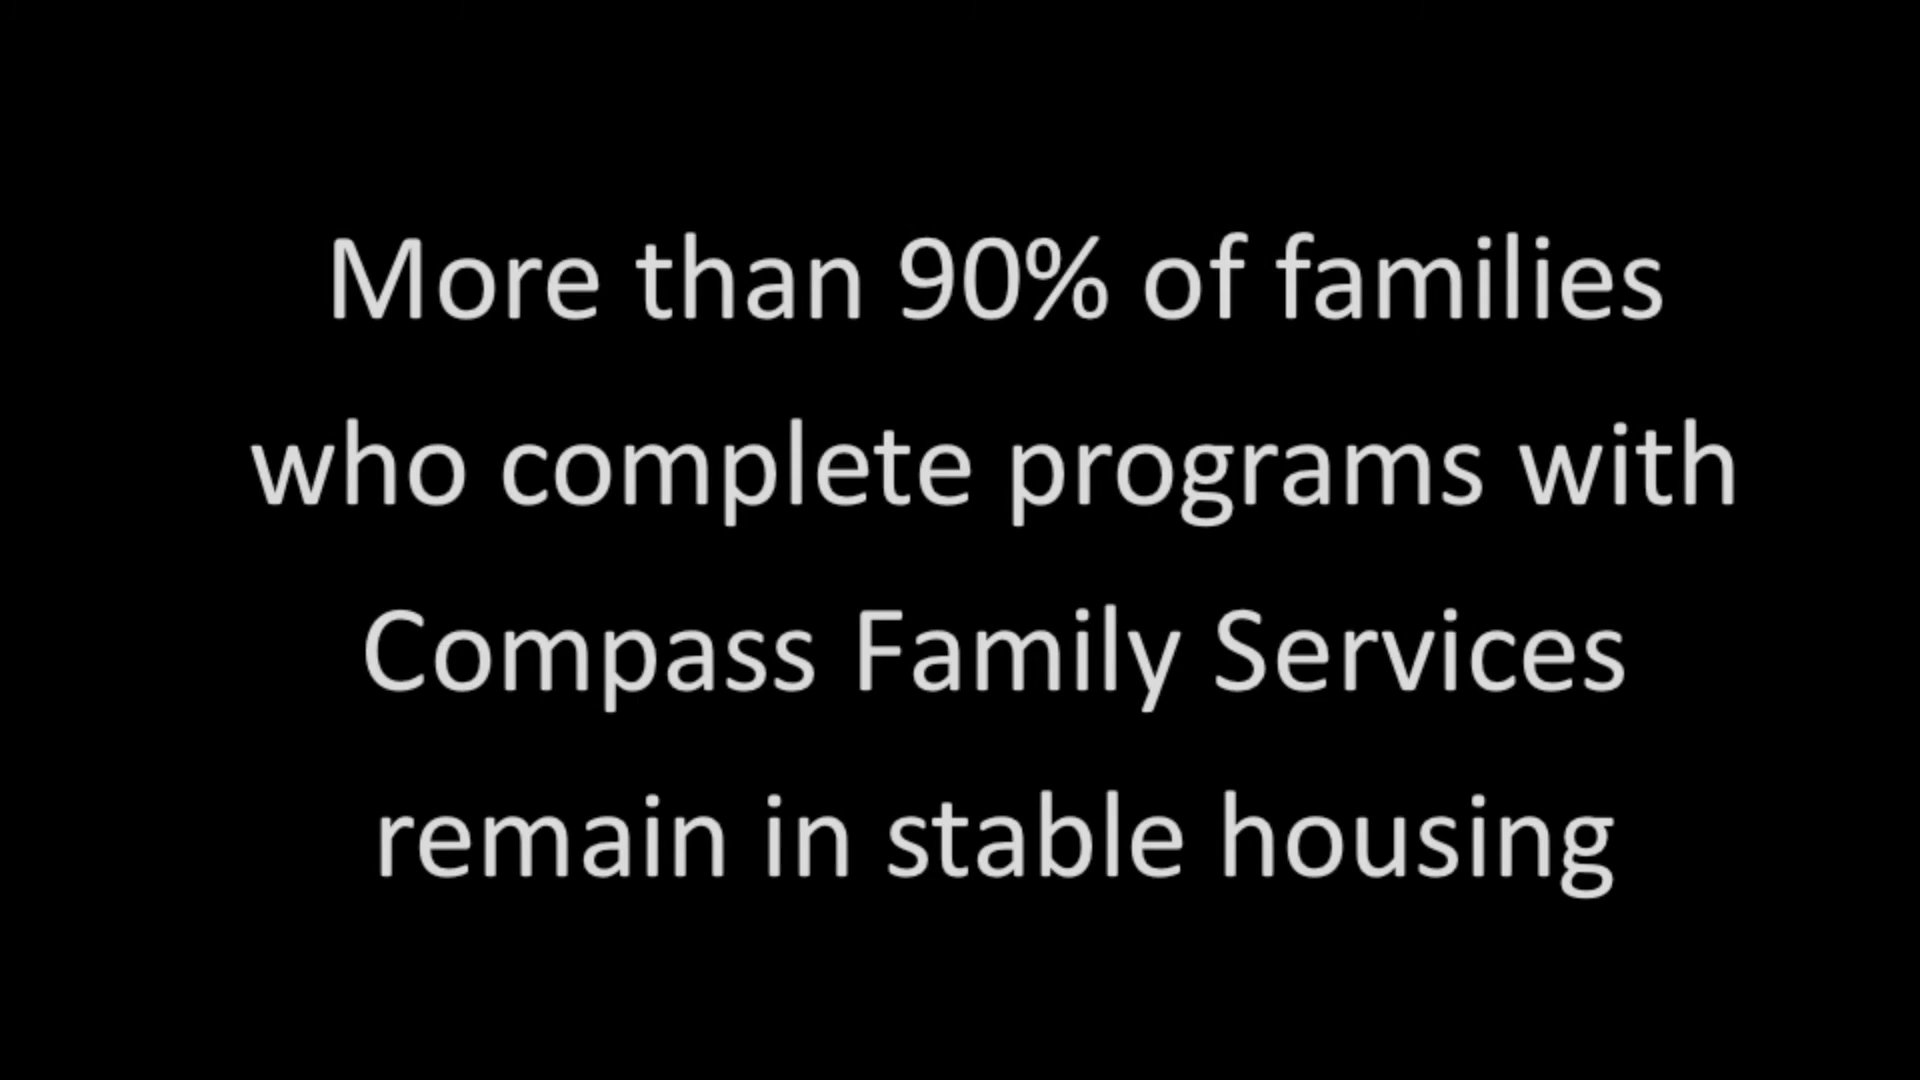 More than 90% of families
who complete programs with
Compass Family Services
remain in stable housing